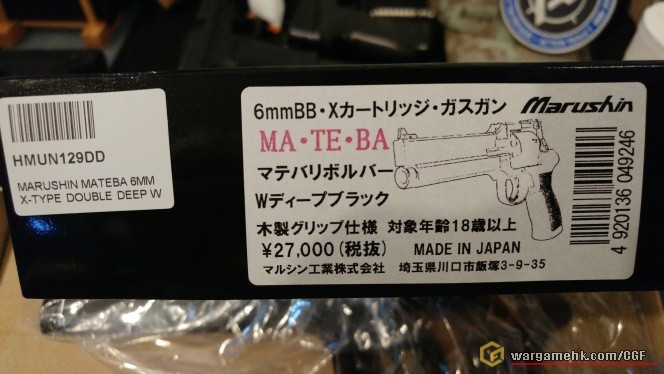 HMUN129DD
MARUSHIN MATEBA 6MM
X-TYPE DOUBLE DEEP W
6mmBB・Xカートリッジ・ガスガン Marushin
MA・TE・BA
マテバリボルバー
Wディープブラック
木製グリップ仕様 対象年齢18歳以上
¥27,000(税抜) MADE IN JAPAN
マルシン工業株式会社 埼玉県川口市飯塚3-9-35
4 920136 049246
wargamehk.com/CGF